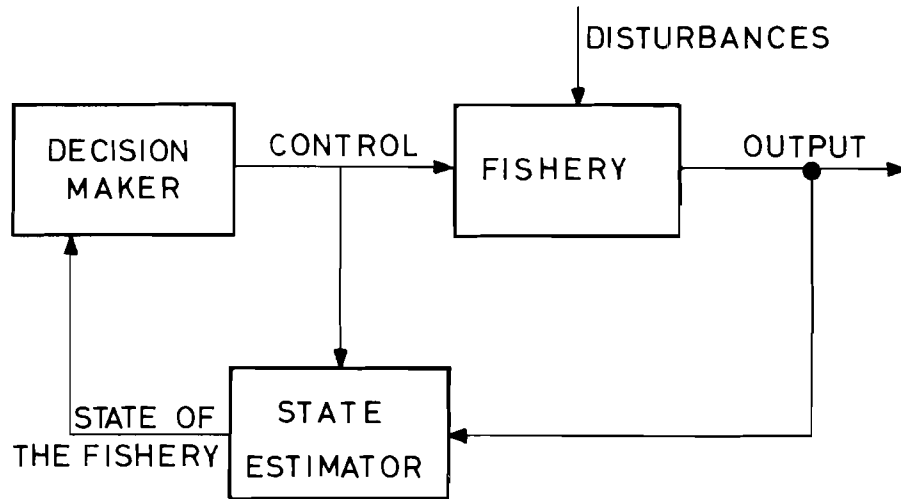 DISTURBANCES
DECISION
MAKER
CONTROL
FISHERY
OUTPUT
STATE OF
THE FISHERY
STATE
ESTIMATOR